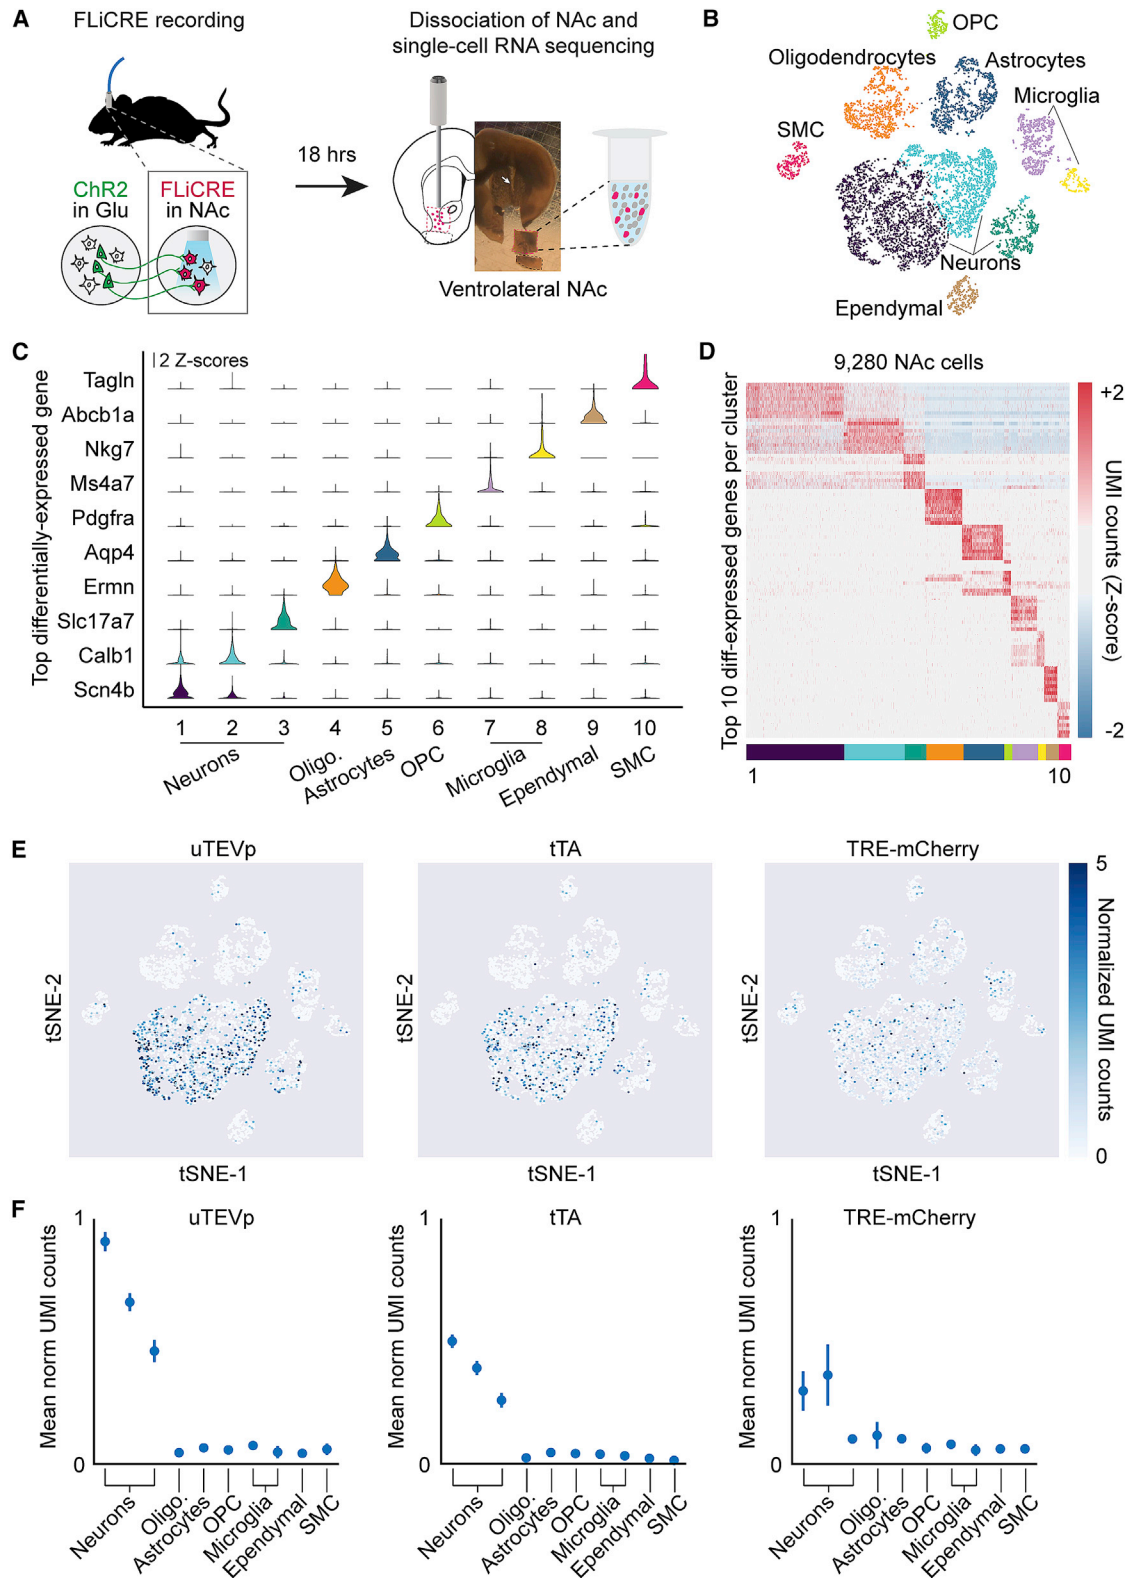 A
FLiCRE recording
Dissociation of NAc and
single-cell RNA sequencing
18 hrs
ChR2
in Glu
FLiCRE
in NAc
Ventrolateral NAc
B
OPC
Oligodendrocytes
Astrocytes
Microglia
SMC
Neurons
Ependymal
C
2 Z-scores
Top differentially-expressed gene
Tagln
Abcb1a
Nkg7
Ms4a7
Pdgfra
Aqp4
Ermn
Slc17a7
Calb1
Scn4b
1 2 3 4 5 6 7 8 9 10
Neurons
Oligo.
Astrocytes
OPC
Microglia
Ependymal
SMC
D
9,280 NAc cells
Top 10 diff-expressed genes per cluster
+2
UMI counts (Z-score)
-2
1 10
E
uTEVp
tTA
TRE-mCherry
tSNE-2
tSNE-1
tSNE-2
tSNE-1
tSNE-2
tSNE-1
5
Normalized UMI counts
0
F
uTEVp
1
Mean norm UMI counts
0
Neurons
Oligo.
Astrocytes
OPC
Microglia
Ependymal
SMC
tTA
1
Mean norm UMI counts
0
Neurons
Oligo.
Astrocytes
OPC
Microglia
Ependymal
SMC
TRE-mCherry
1
Mean norm UMI counts
0
Neurons
Oligo.
Astrocytes
OPC
Microglia
Ependymal
SMC